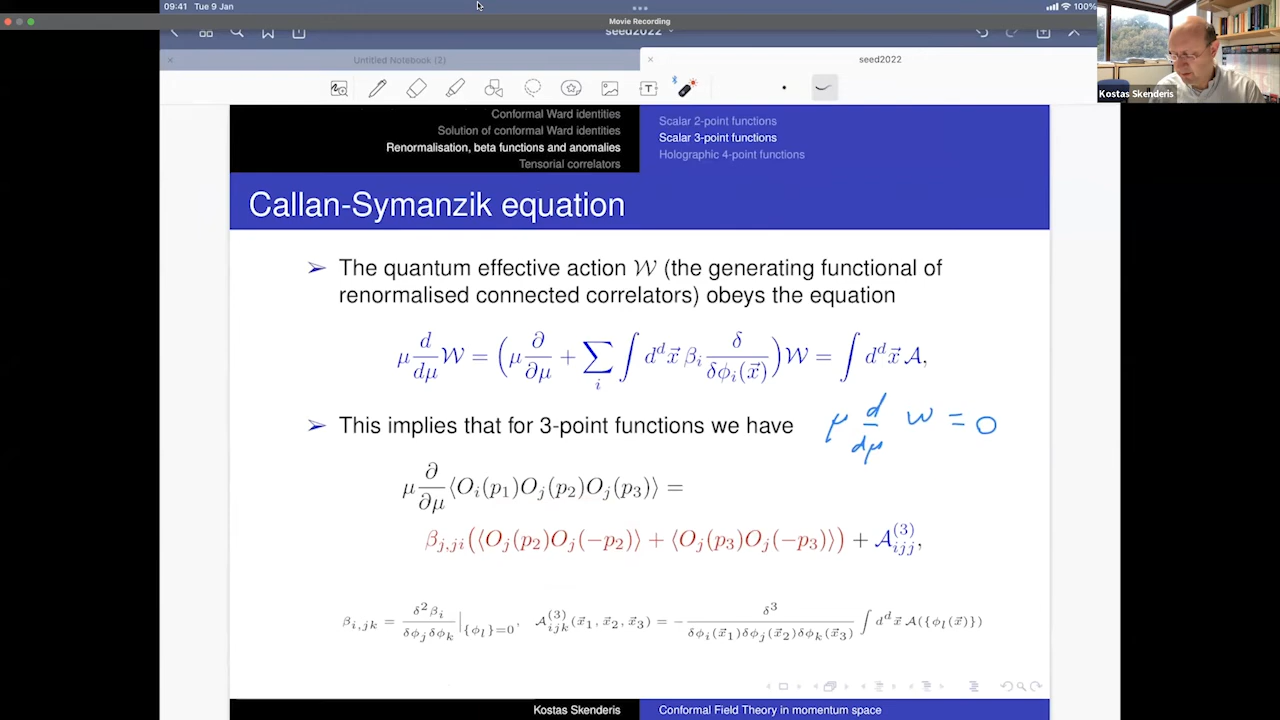 09:41 Tue 9 Jan
100%
Movie Recording
seed2022
Untitled Notebook (2)
seed2022
Kostas Skenderis
Conformal Ward identities
Solution of conformal Ward identities
Renormalisation, beta functions and anomalies
Tensorial correlators
Scalar 2-point functions
Scalar 3-point functions
Holographic 4-point functions
Callan-Symanzik equation
➢ The quantum effective action 𝒲 (the generating functional of
renormalised connected correlators) obeys the equation
μ d/dμ 𝒲 = (μ ∂/∂μ + ∑_i ∫ d^d x⃗ β_i δ/δφ_i(x⃗)) 𝒲 = ∫ d^d x⃗ 𝒜,
➢ This implies that for 3-point functions we have
μ d/dμ W = 0
μ ∂/∂μ ⟨O_i(p_1)O_j(p_2)O_j(p_3)⟩ =
β_{j,ji}(⟨O_j(p_2)O_j(−p_2)⟩ + ⟨O_j(p_3)O_j(−p_3)⟩) + 𝒜^{(3)}_{ijj},
β_{i,jk} = δ²β_i/δφ_jδφ_k |_{{φ_l}=0}, 𝒜^{(3)}_{ijk}(x⃗_1, x⃗_2, x⃗_3) = − δ³/δφ_i(x⃗_1)δφ_j(x⃗_2)δφ_k(x⃗_3) ∫ d^d x⃗ 𝒜({φ_l(x⃗)})
Kostas Skenderis
Conformal Field Theory in momentum space